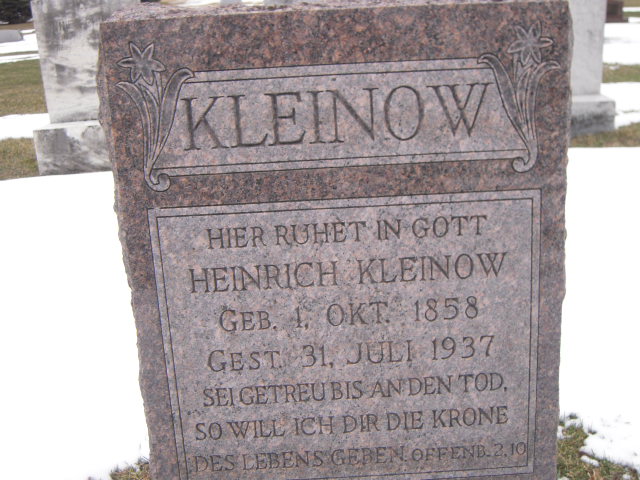 KLEINOW
HIER RUHET IN GOTT
HEINRICH KLEINOW
GEB. 1, OKT. 1858
GEST. 31, JULI 1937
SEI GETREU BIS AN DEN TOD,
SO WILL ICH DIR DIE KRONE
DES LEBENS GEBEN. OFFENB. 2,10